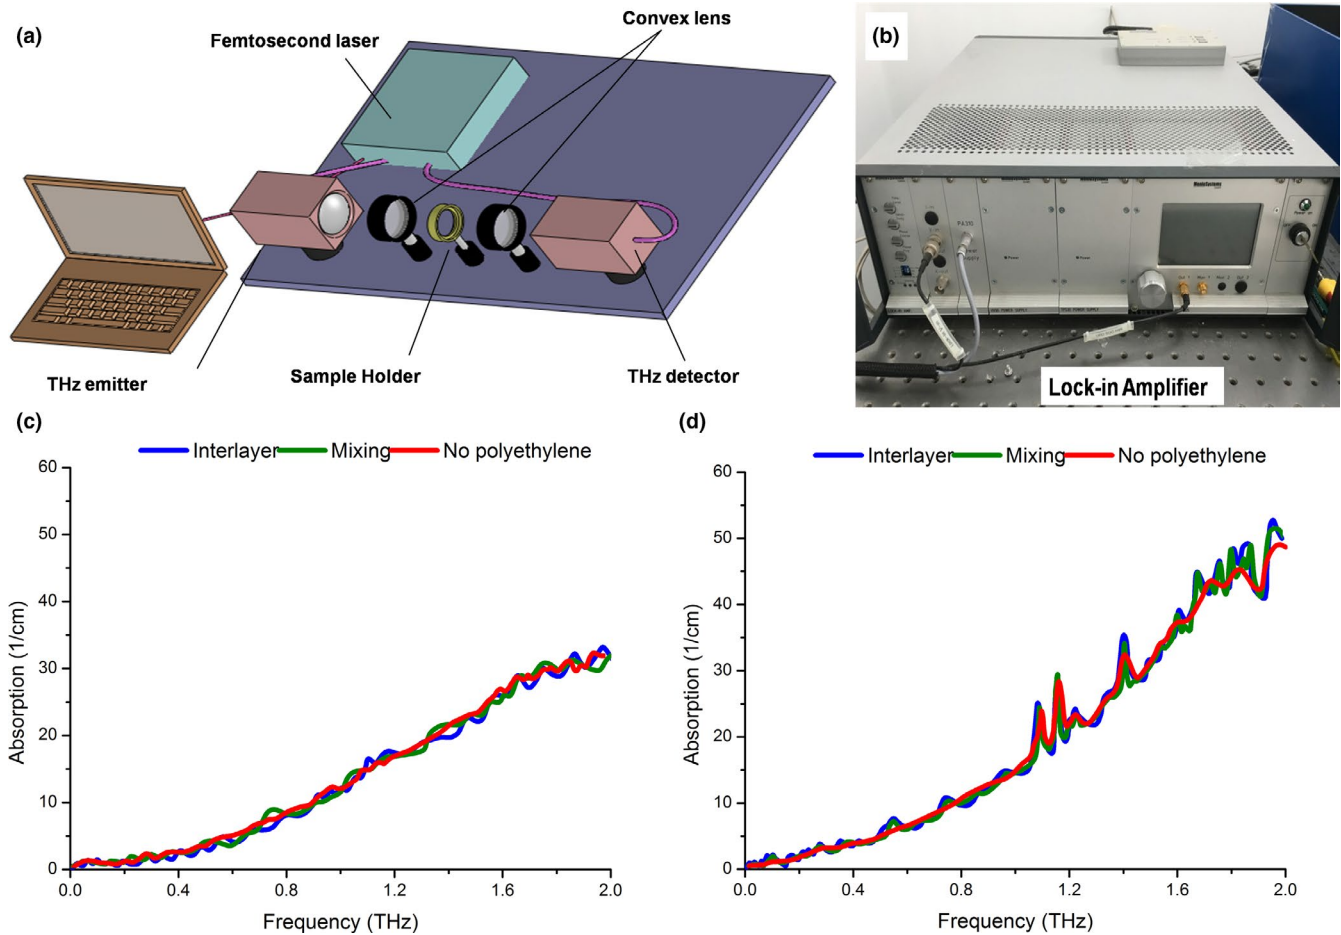 (a)
Femtosecond laser
Convex lens
THz emitter
Sample Holder
THz detector
(b)
Lock-in Amplifier
(c)
Interlayer Mixing No polyethylene
60
50
40
30
20
10
0
Absorption (1/cm)
0.0 0.4 0.8 1.2 1.6 2.0
Frequency (THz)
(d)
Interlayer Mixing No polyethylene
60
50
40
30
20
10
0
Absorption (1/cm)
0.0 0.4 0.8 1.2 1.6 2.0
Frequency (THz)